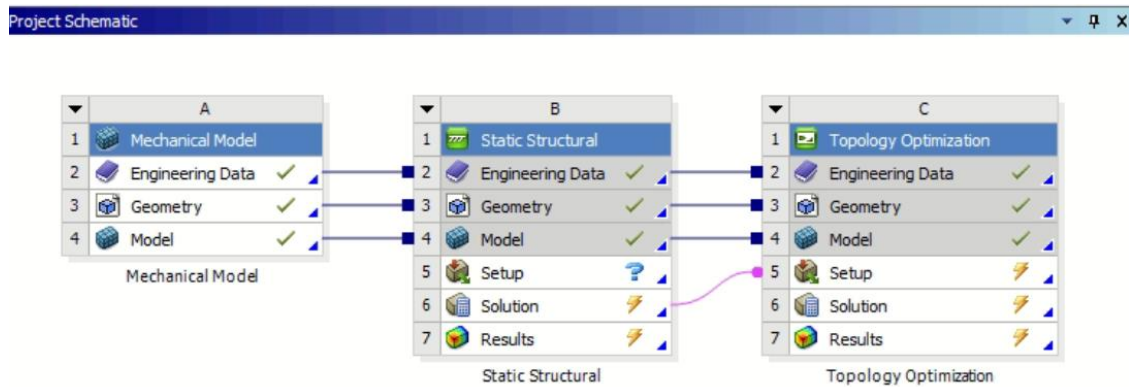 Project Schematic
A
1 Mechanical Model
2 Engineering Data
3 Geometry
4 Model
Mechanical Model
B
1 Static Structural
2 Engineering Data
3 Geometry
4 Model
5 Setup ?
6 Solution
7 Results
Static Structural
C
1 Topology Optimization
2 Engineering Data
3 Geometry
4 Model
5 Setup
6 Solution
7 Results
Topology Optimization